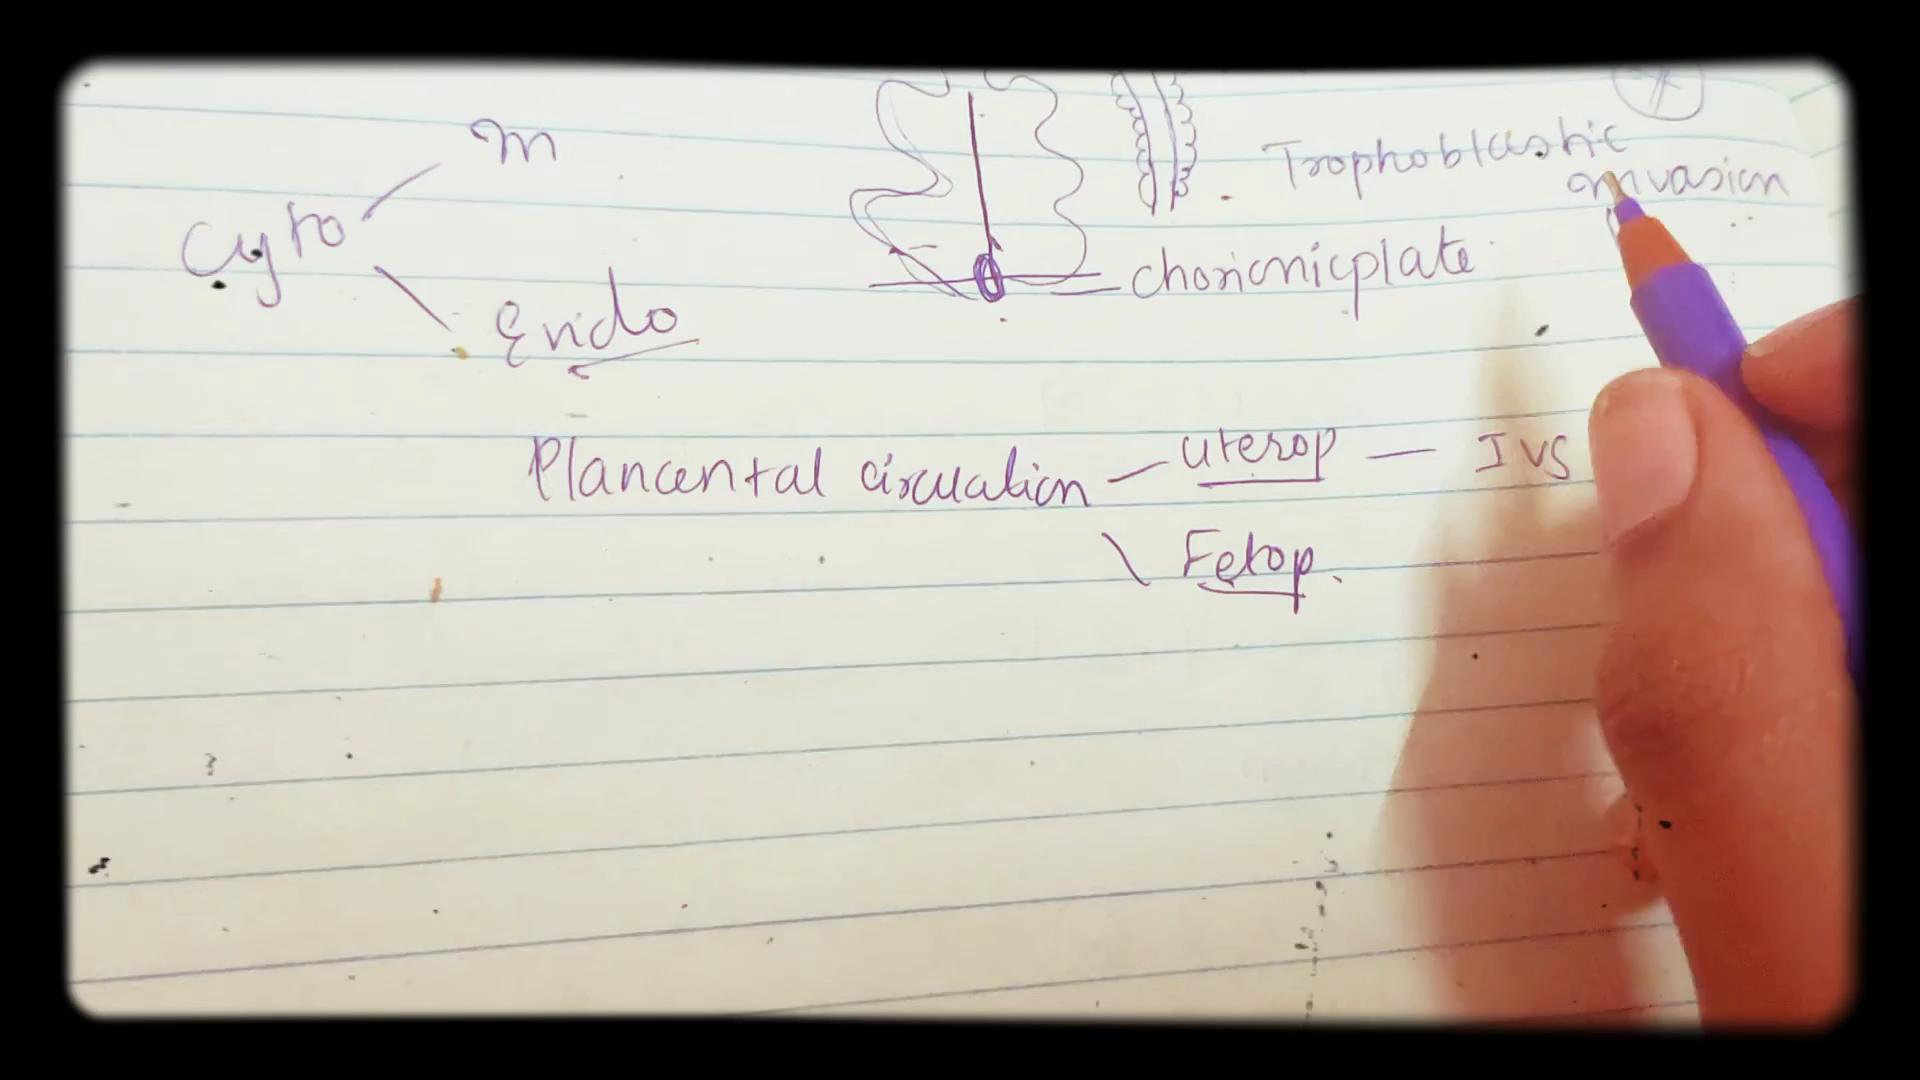 m
Trophoblastic
invasion
Cyto
chorionicplate
Endo
Plancental circulation — uterop — IVS
Fetop.